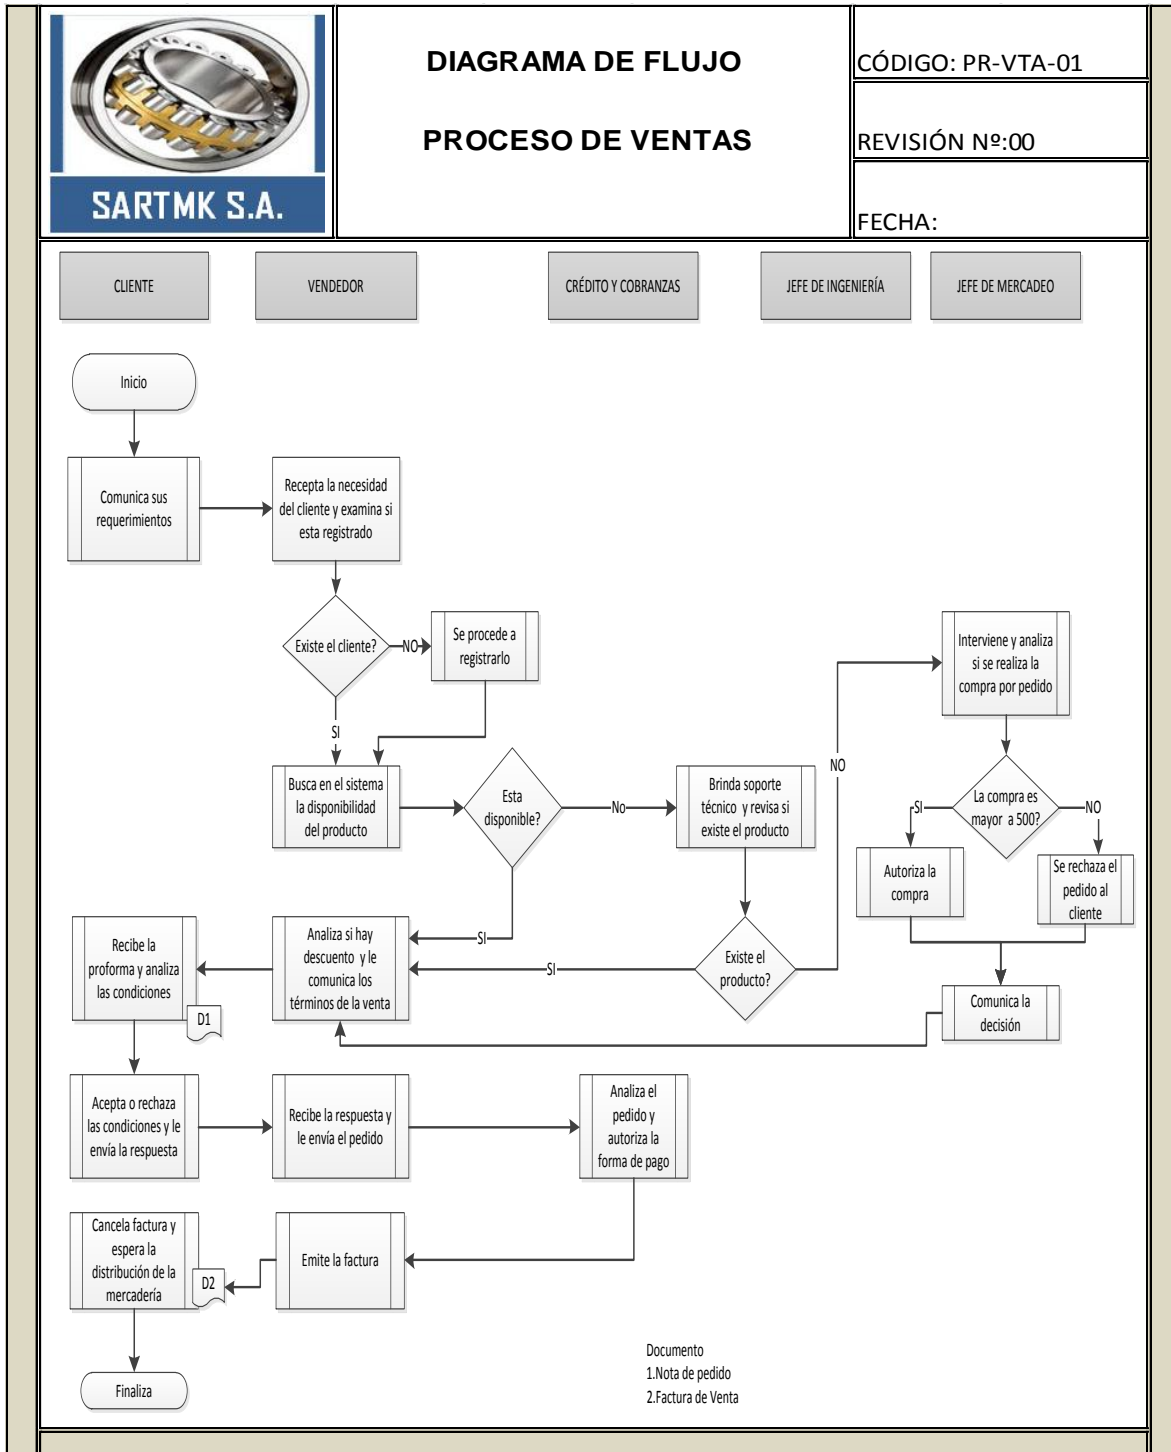 SARTMK S.A.
DIAGRAMA DE FLUJO
PROCESO DE VENTAS
CÓDIGO: PR-VTA-01
REVISIÓN Nº:00
FECHA:
CLIENTE
VENDEDOR
CRÉDITO Y COBRANZAS
JEFE DE INGENIERÍA
JEFE DE MERCADEO
Inicio
Comunica sus
requerimientos
Recepta la necesidad
del cliente y examina si
esta registrado
Existe el cliente?
NO
Se procede a
registrarlo
SI
Busca en el sistema
la disponibilidad
del producto
Esta
disponible?
No
Brinda soporte
técnico y revisa si
existe el producto
NO
Interviene y analiza
si se realiza la
compra por pedido
La compra es
mayor a 500?
SI
NO
Autoriza la
compra
Se rechaza el
pedido al
cliente
Recibe la
proforma y analiza
las condiciones
D1
Analiza si hay
descuento y le
comunica los
términos de la venta
SI
SI
Existe el
producto?
Comunica la
decisión
Acepta o rechaza
las condiciones y le
envía la respuesta
Recibe la respuesta y
le envía el pedido
Analiza el
pedido y
autoriza la
forma de pago
Cancela factura y
espera la
distribución de la
mercadería
D2
Emite la factura
Finaliza
Documento
1.Nota de pedido
2.Factura de Venta